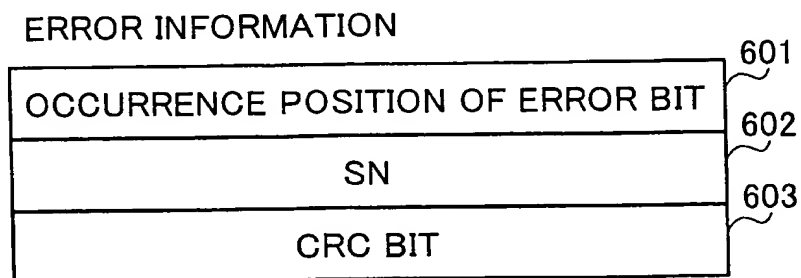 ERROR INFORMATION
601
OCCURRENCE POSITION OF ERROR BIT
602
SN
603
CRC BIT